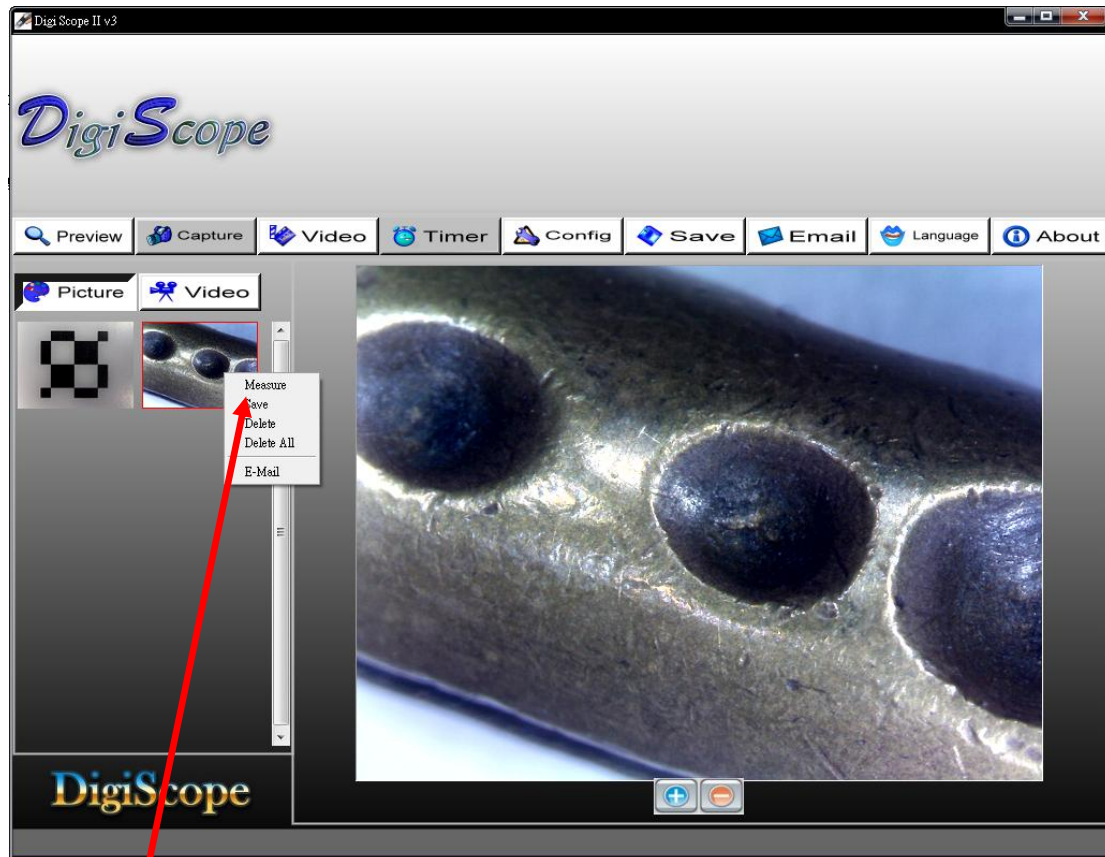 Digi Scope II v3
DigiScope
Preview Capture Video Timer Config Save Email Language About
Picture Video
Measure
Save
Delete
Delete All
E-Mail
DigiScope